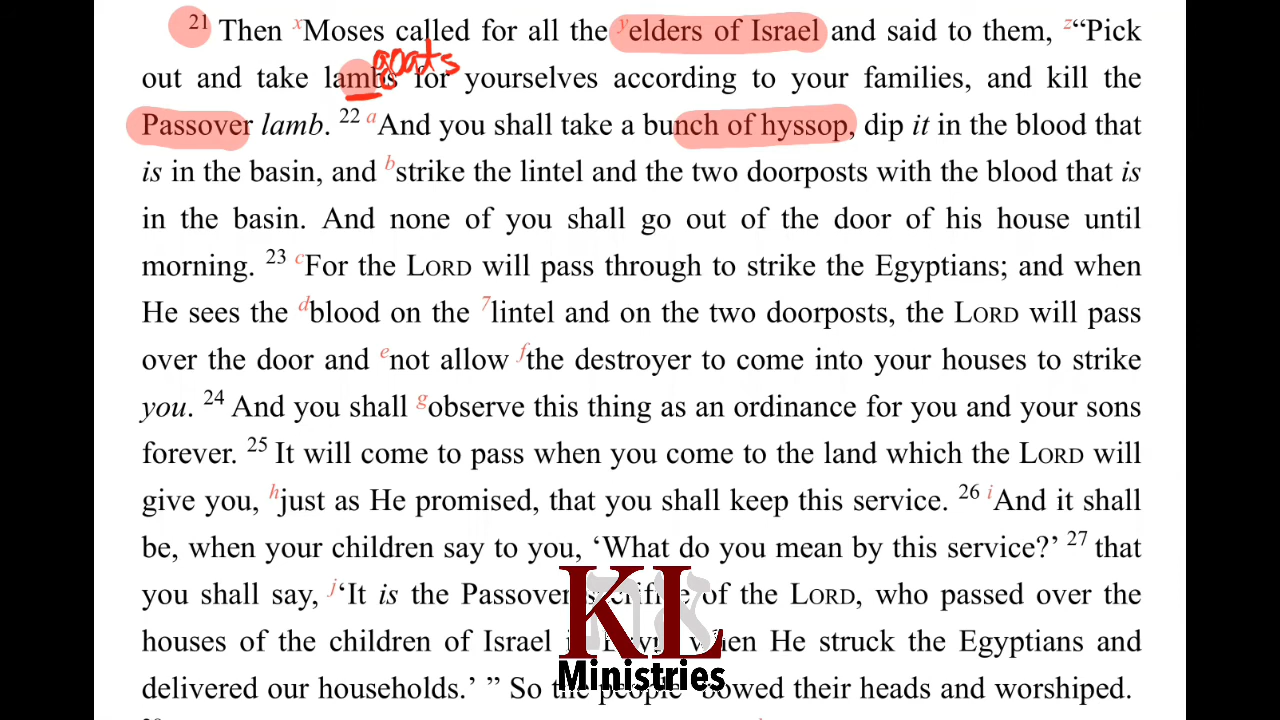 21 Then xMoses called for all the yelders of Israel and said to them, z“Pick
goats
out and take lambs for yourselves according to your families, and kill the
Passover lamb. 22 aAnd you shall take a bunch of hyssop, dip it in the blood that
is in the basin, and bstrike the lintel and the two doorposts with the blood that is
in the basin. And none of you shall go out of the door of his house until
morning. 23 cFor the LORD will pass through to strike the Egyptians; and when
He sees the dblood on the 7lintel and on the two doorposts, the LORD will pass
over the door and enot allow fthe destroyer to come into your houses to strike
you. 24 And you shall gobserve this thing as an ordinance for you and your sons
forever. 25 It will come to pass when you come to the land which the LORD will
give you, hjust as He promised, that you shall keep this service. 26 iAnd it shall
be, when your children say to you, ‘What do you mean by this service?’ 27 that
you shall say, j‘It is the Passover sacrifice of the LORD, who passed over the
houses of the children of Israel in Egypt when He struck the Egyptians and
delivered our households.’ ” So the people bowed their heads and worshiped.
KL
Ministries